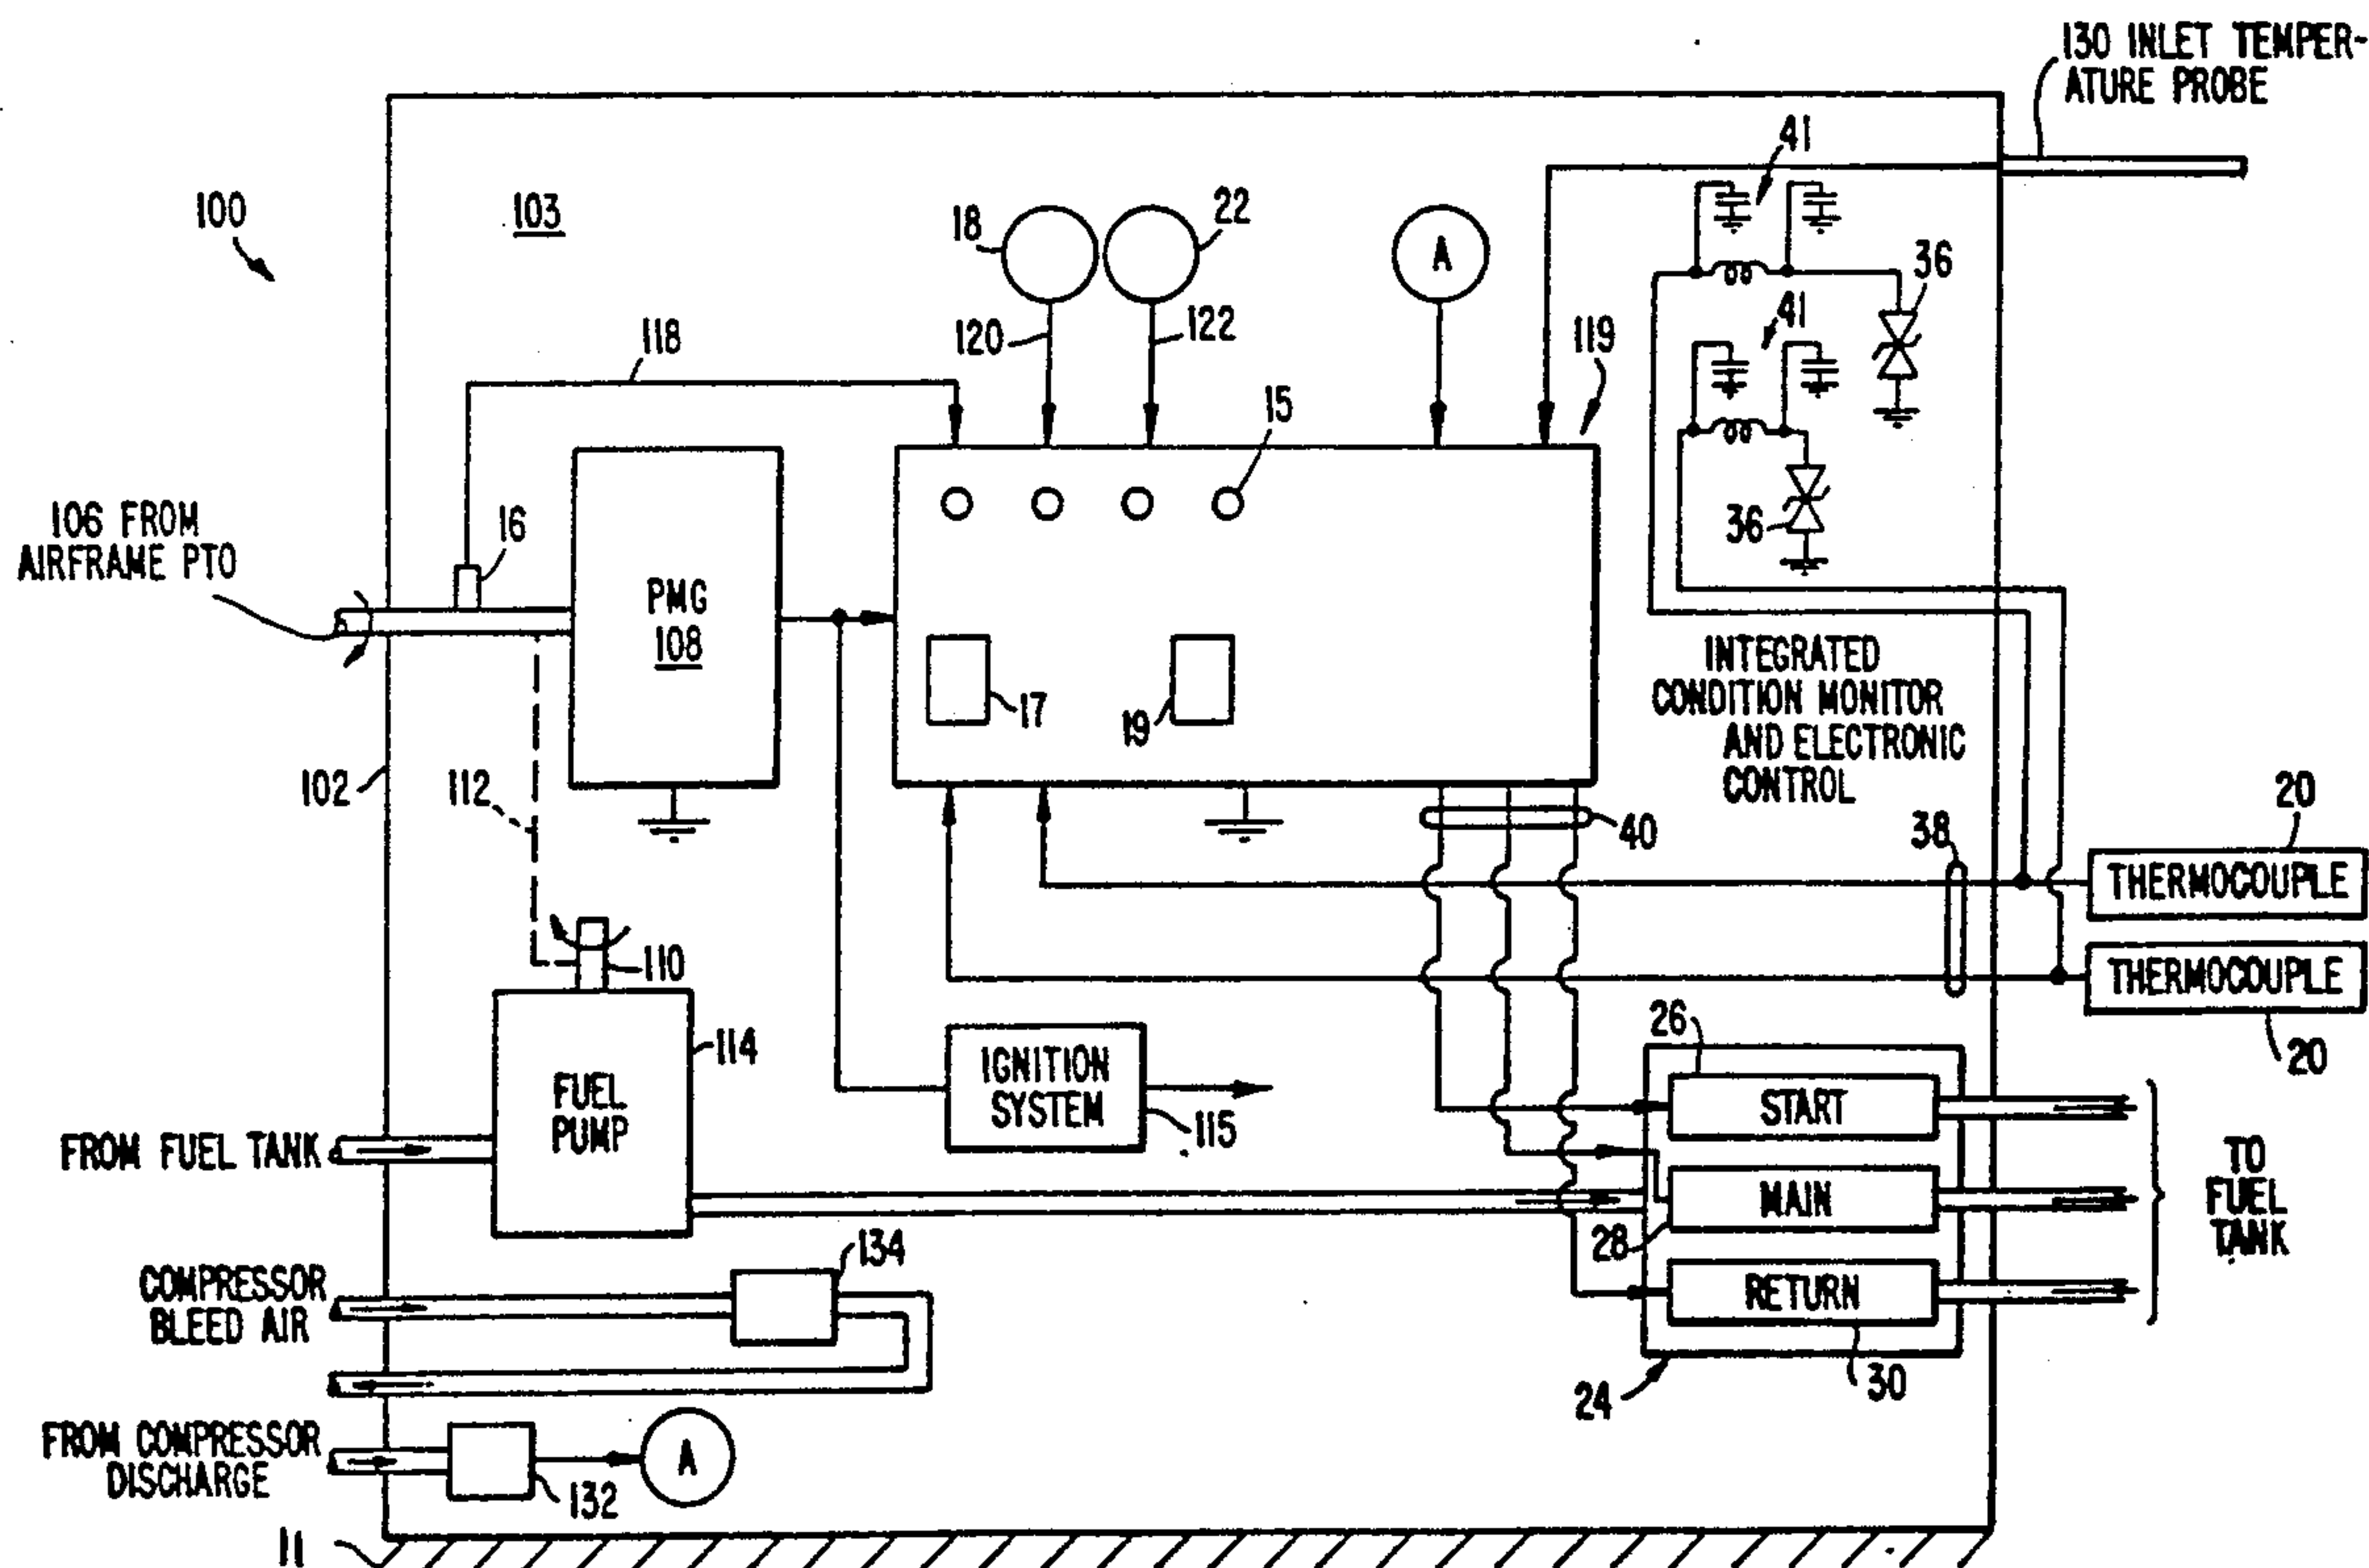 130 INLET TEMPER-
ATURE PROBE
41
100
103
18
22
A
36
120
122
41
119
118
15
106 FROM
AIRFRAME PTO
16
36
PMG
108
INTEGRATED
CONDITION MONITOR
AND ELECTRONIC
CONTROL
17
19
102
112
40
38
20
THERMOCOUPLE
110
THERMOCOUPLE
20
26
114
IGNITION
SYSTEM
115
FUEL
PUMP
START
FROM FUEL TANK
MAIN
28
TO
FUEL
TANK
134
COMPRESSOR
BLEED AIR
RETURN
24
30
FROM COMPRESSOR
DISCHARGE
132
A
11